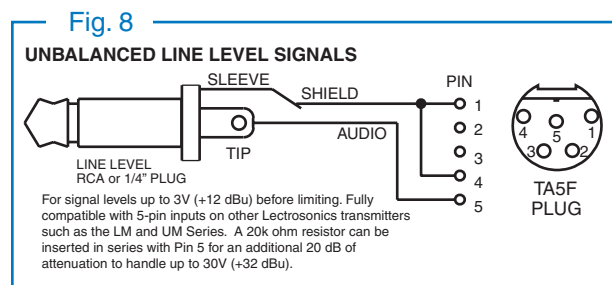 Fig. 8
UNBALANCED LINE LEVEL SIGNALS
SLEEVE
SHIELD
PIN
1
2
3
4
5
AUDIO
TIP
LINE LEVEL
RCA or 1/4" PLUG
4
5
1
3
2
TA5F
PLUG
For signal levels up to 3V (+12 dBu) before limiting. Fully
compatible with 5-pin inputs on other Lectrosonics transmitters
such as the LM and UM Series.  A 20k ohm resistor can be
inserted in series with Pin 5 for an additional 20 dB of
attenuation to handle up to 30V (+32 dBu).